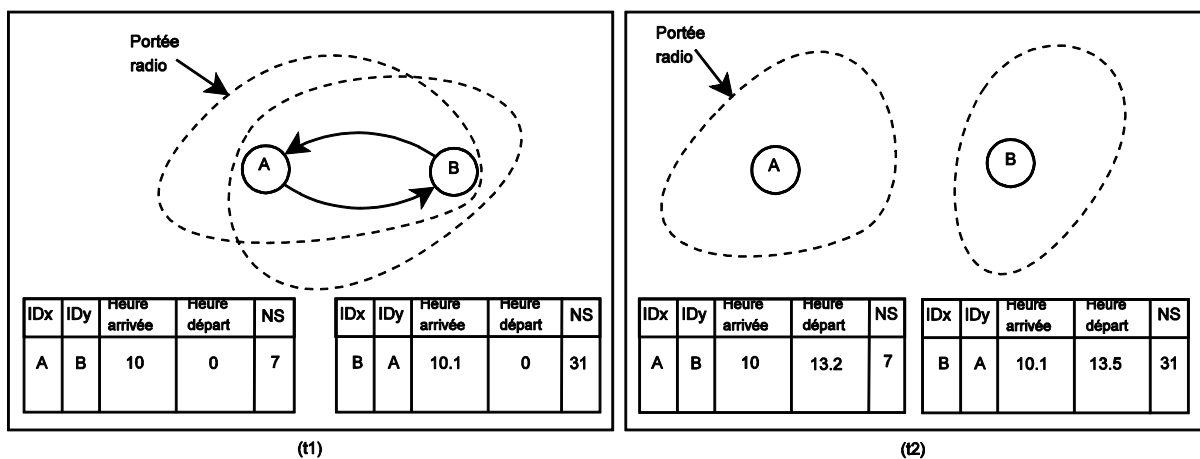 Portée
radio
A
B
IDx IDy Heure arrivée Heure départ NS
A B 10 0 7
IDx IDy Heure arrivée Heure départ NS
B A 10.1 0 31
(t1)
Portée
radio
A
B
IDx IDy Heure arrivée Heure départ NS
A B 10 13.2 7
IDx IDy Heure arrivée Heure départ NS
B A 10.1 13.5 31
(t2)